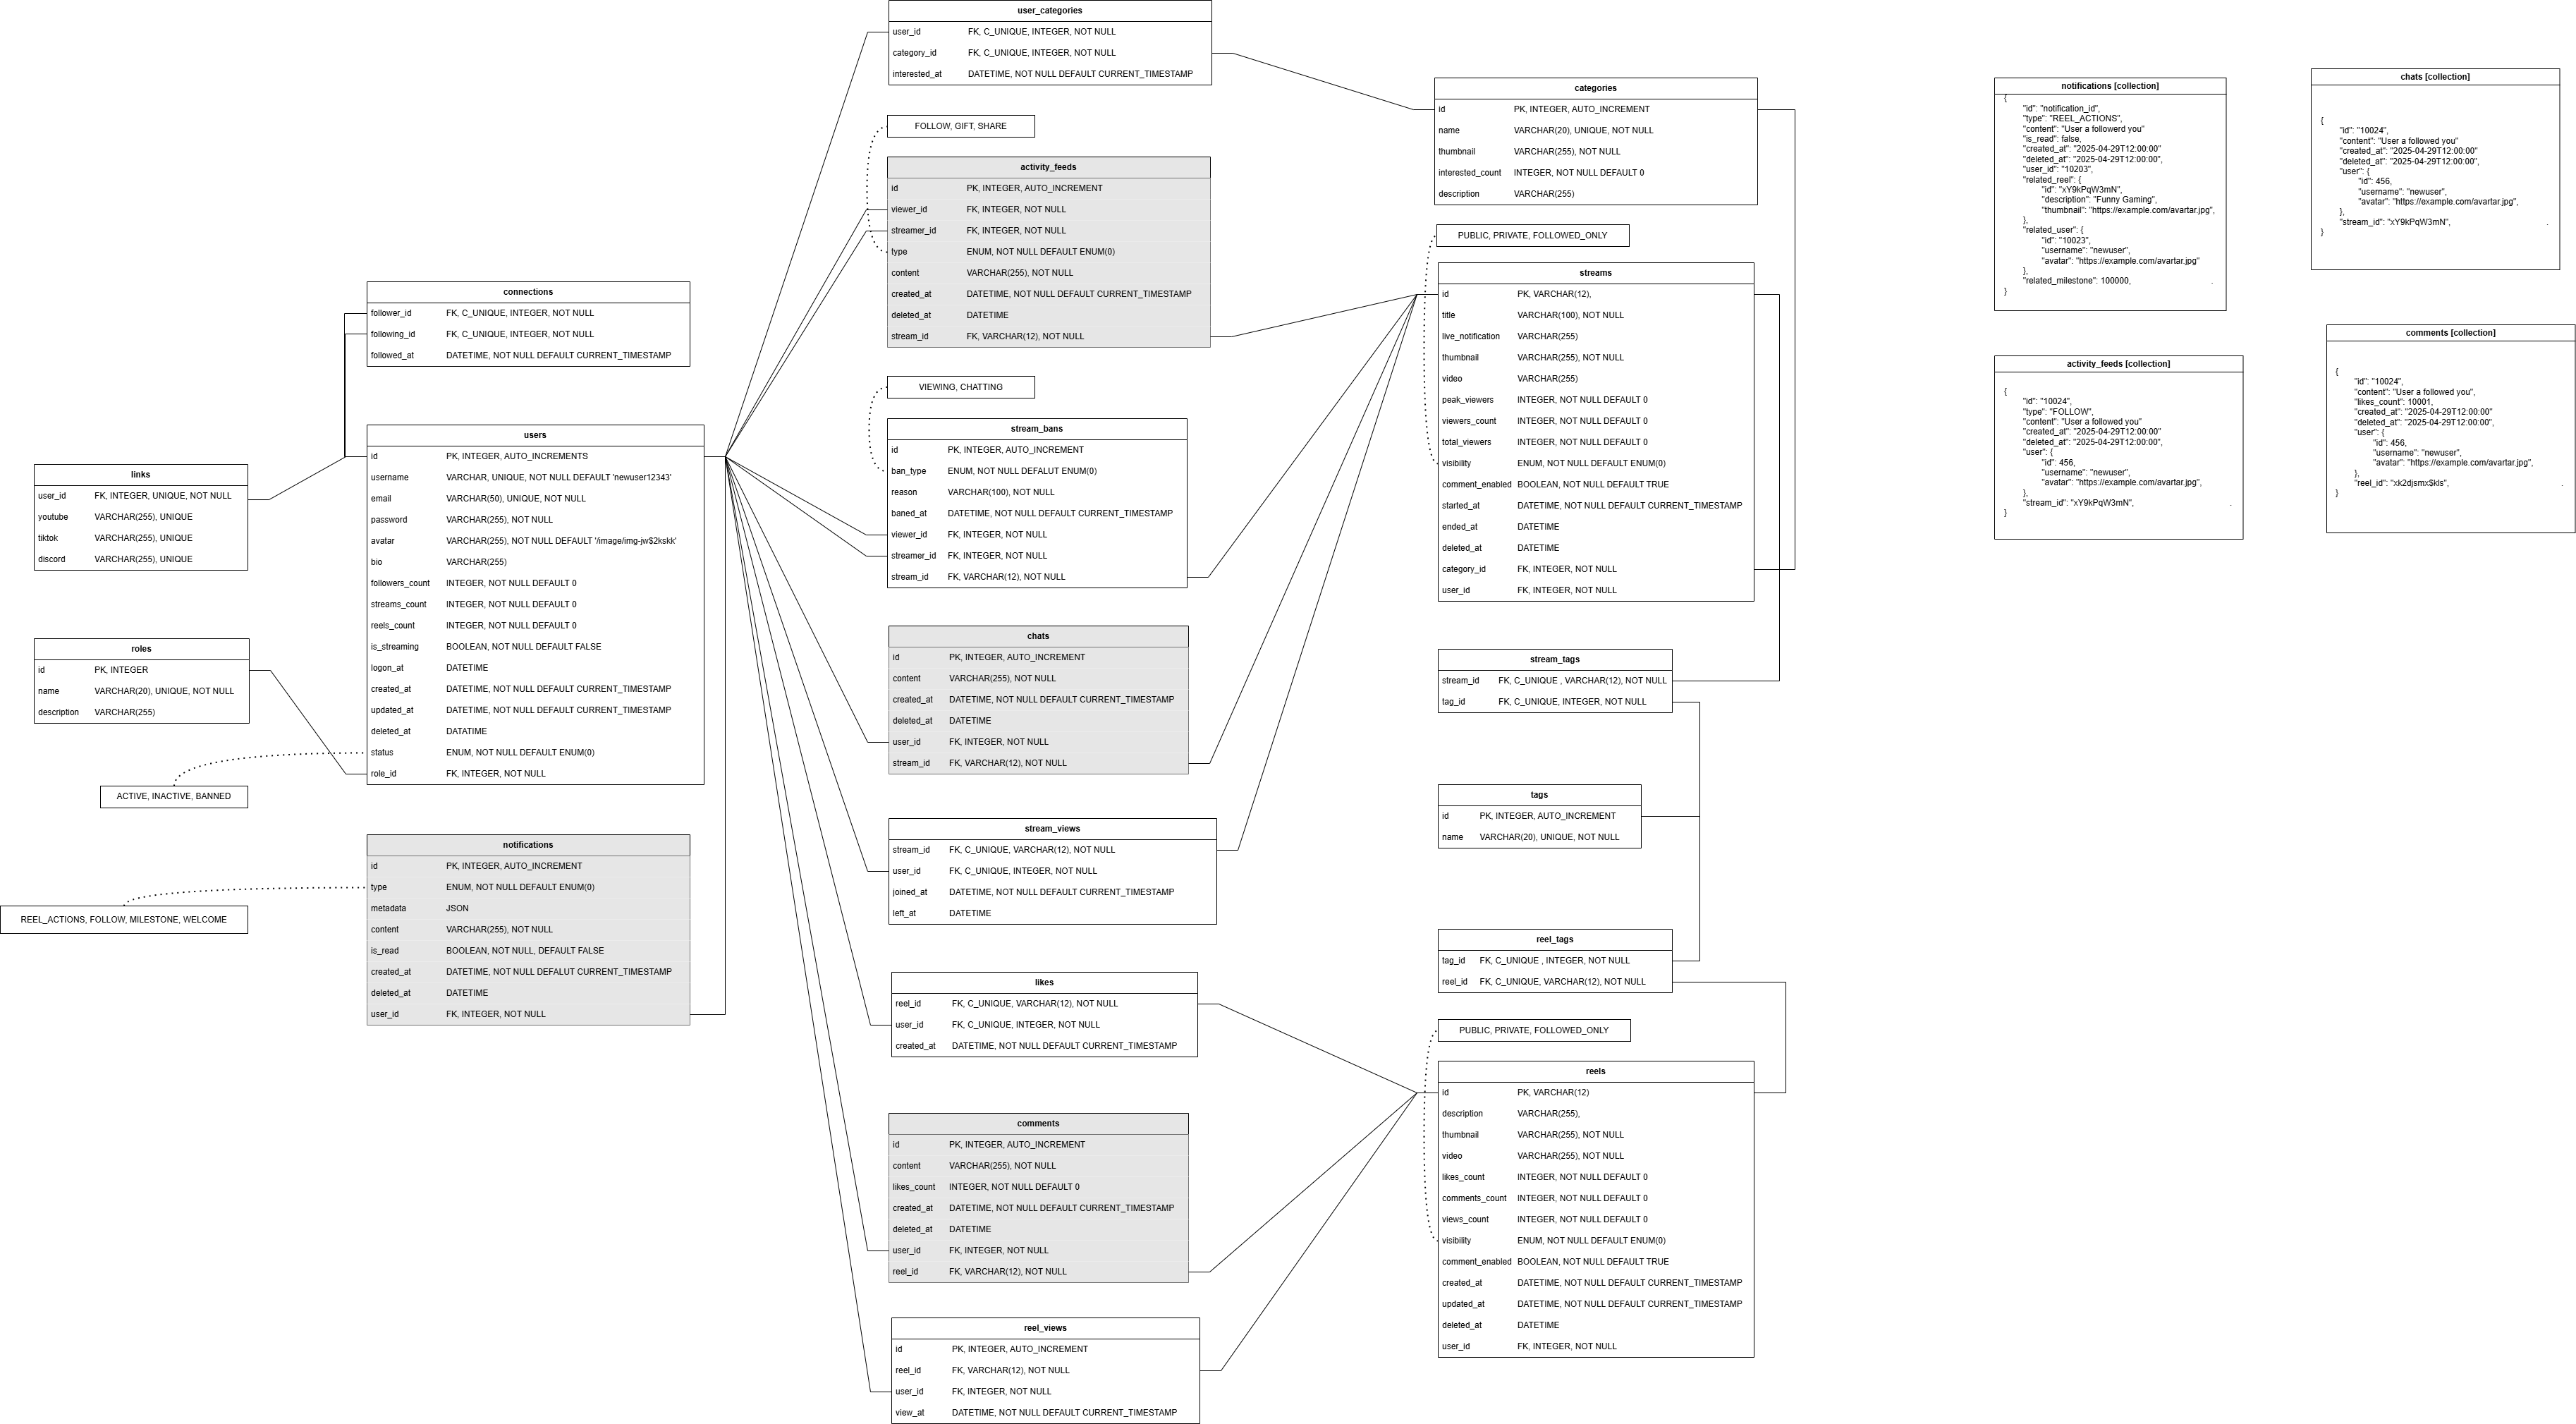 user_categories
user_id FK, C_UNIQUE, INTEGER, NOT NULL
category_id FK, C_UNIQUE, INTEGER, NOT NULL
interested_at DATETIME, NOT NULL DEFAULT CURRENT_TIMESTAMP
FOLLOW, GIFT, SHARE
activity_feeds
id PK, INTEGER, AUTO_INCREMENT
viewer_id FK, INTEGER, NOT NULL
streamer_id FK, INTEGER, NOT NULL
type ENUM, NOT NULL DEFAULT ENUM(0)
content VARCHAR(255), NOT NULL
created_at DATETIME, NOT NULL DEFAULT CURRENT_TIMESTAMP
deleted_at DATETIME
stream_id FK, VARCHAR(12), NOT NULL
connections
follower_id FK, C_UNIQUE, INTEGER, NOT NULL
following_id FK, C_UNIQUE, INTEGER, NOT NULL
followed_at DATETIME, NOT NULL DEFAULT CURRENT_TIMESTAMP
links
user_id FK, INTEGER, UNIQUE, NOT NULL
youtube VARCHAR(255), UNIQUE
tiktok VARCHAR(255), UNIQUE
discord VARCHAR(255), UNIQUE
roles
id PK, INTEGER
name VARCHAR(20), UNIQUE, NOT NULL
description VARCHAR(255)
ACTIVE, INACTIVE, BANNED
users
id PK, INTEGER, AUTO_INCREMENTS
username VARCHAR, UNIQUE, NOT NULL DEFAULT 'newuser12343'
email VARCHAR(50), UNIQUE, NOT NULL
password VARCHAR(255), NOT NULL
avatar VARCHAR(255), NOT NULL DEFAULT '/image/img-jw$2kskk'
bio VARCHAR(255)
followers_count INTEGER, NOT NULL DEFAULT 0
streams_count INTEGER, NOT NULL DEFAULT 0
reels_count INTEGER, NOT NULL DEFAULT 0
is_streaming BOOLEAN, NOT NULL DEFAULT FALSE
logon_at DATETIME
created_at DATETIME, NOT NULL DEFAULT CURRENT_TIMESTAMP
updated_at DATETIME, NOT NULL DEFAULT CURRENT_TIMESTAMP
deleted_at DATATIME
status ENUM, NOT NULL DEFAULT ENUM(0)
role_id FK, INTEGER, NOT NULL
REEL_ACTIONS, FOLLOW, MILESTONE, WELCOME
notifications
id PK, INTEGER, AUTO_INCREMENT
type ENUM, NOT NULL DEFAULT ENUM(0)
metadata JSON
content VARCHAR(255), NOT NULL
is_read BOOLEAN, NOT NULL, DEFAULT FALSE
created_at DATETIME, NOT NULL DEFALUT CURRENT_TIMESTAMP
deleted_at DATETIME
user_id FK, INTEGER, NOT NULL
VIEWING, CHATTING
stream_bans
id PK, INTEGER, AUTO_INCREMENT
ban_type ENUM, NOT NULL DEFALUT ENUM(0)
reason VARCHAR(100), NOT NULL
baned_at DATETIME, NOT NULL DEFAULT CURRENT_TIMESTAMP
viewer_id FK, INTEGER, NOT NULL
streamer_id FK, INTEGER, NOT NULL
stream_id FK, VARCHAR(12), NOT NULL
chats
id PK, INTEGER, AUTO_INCREMENT
content VARCHAR(255), NOT NULL
created_at DATETIME, NOT NULL DEFAULT CURRENT_TIMESTAMP
deleted_at DATETIME
user_id FK, INTEGER, NOT NULL
stream_id FK, VARCHAR(12), NOT NULL
stream_views
stream_id FK, C_UNIQUE, VARCHAR(12), NOT NULL
user_id FK, C_UNIQUE, INTEGER, NOT NULL
joined_at DATETIME, NOT NULL DEFAULT CURRENT_TIMESTAMP
left_at DATETIME
likes
reel_id FK, C_UNIQUE, VARCHAR(12), NOT NULL
user_id FK, C_UNIQUE, INTEGER, NOT NULL
created_at DATETIME, NOT NULL DEFAULT CURRENT_TIMESTAMP
comments
id PK, INTEGER, AUTO_INCREMENT
content VARCHAR(255), NOT NULL
likes_count INTEGER, NOT NULL DEFAULT 0
created_at DATETIME, NOT NULL DEFAULT CURRENT_TIMESTAMP
deleted_at DATETIME
user_id FK, INTEGER, NOT NULL
reel_id FK, VARCHAR(12), NOT NULL
reel_views
id PK, INTEGER, AUTO_INCREMENT
reel_id FK, VARCHAR(12), NOT NULL
user_id FK, INTEGER, NOT NULL
view_at DATETIME, NOT NULL DEFAULT CURRENT_TIMESTAMP
categories
id PK, INTEGER, AUTO_INCREMENT
name VARCHAR(20), UNIQUE, NOT NULL
thumbnail VARCHAR(255), NOT NULL
interested_count INTEGER, NOT NULL DEFAULT 0
description VARCHAR(255)
PUBLIC, PRIVATE, FOLLOWED_ONLY
streams
id PK, VARCHAR(12),
title VARCHAR(100), NOT NULL
live_notification VARCHAR(255)
thumbnail VARCHAR(255), NOT NULL
video VARCHAR(255)
peak_viewers INTEGER, NOT NULL DEFAULT 0
viewers_count INTEGER, NOT NULL DEFAULT 0
total_viewers INTEGER, NOT NULL DEFAULT 0
visibility ENUM, NOT NULL DEFAULT ENUM(0)
comment_enabled BOOLEAN, NOT NULL DEFAULT TRUE
started_at DATETIME, NOT NULL DEFAULT CURRENT_TIMESTAMP
ended_at DATETIME
deleted_at DATETIME
category_id FK, INTEGER, NOT NULL
user_id FK, INTEGER, NOT NULL
stream_tags
stream_id FK, C_UNIQUE , VARCHAR(12), NOT NULL
tag_id FK, C_UNIQUE, INTEGER, NOT NULL
tags
id PK, INTEGER, AUTO_INCREMENT
name VARCHAR(20), UNIQUE, NOT NULL
reel_tags
tag_id FK, C_UNIQUE , INTEGER, NOT NULL
reel_id FK, C_UNIQUE, VARCHAR(12), NOT NULL
PUBLIC, PRIVATE, FOLLOWED_ONLY
reels
id PK, VARCHAR(12)
description VARCHAR(255),
thumbnail VARCHAR(255), NOT NULL
video VARCHAR(255), NOT NULL
likes_count INTEGER, NOT NULL DEFAULT 0
comments_count INTEGER, NOT NULL DEFAULT 0
views_count INTEGER, NOT NULL DEFAULT 0
visibility ENUM, NOT NULL DEFAULT ENUM(0)
comment_enabled BOOLEAN, NOT NULL DEFAULT TRUE
created_at DATETIME, NOT NULL DEFAULT CURRENT_TIMESTAMP
updated_at DATETIME, NOT NULL DEFAULT CURRENT_TIMESTAMP
deleted_at DATETIME
user_id FK, INTEGER, NOT NULL
notifications [collection]
{
"id": "notification_id",
"type": "REEL_ACTIONS",
"content": "User a followerd you"
"is_read": false,
"created_at": "2025-04-29T12:00:00"
"deleted_at": "2025-04-29T12:00:00",
"user_id": "10203",
"related_reel": {
"id": "xY9kPqW3mN",
"description": "Funny Gaming",
"thumbnail": "https://example.com/avartar.jpg",
},
"related_user": {
"id": "10023",
"username": "newuser",
"avatar": "https://example.com/avartar.jpg"
},
"related_milestone": 100000, .
}
activity_feeds [collection]
{
"id": "10024",
"type": "FOLLOW",
"content": "User a followed you"
"created_at": "2025-04-29T12:00:00"
"deleted_at": "2025-04-29T12:00:00",
"user": {
"id": 456,
"username": "newuser",
"avatar": "https://example.com/avartar.jpg",
},
"stream_id": "xY9kPqW3mN", .
}
chats [collection]
{
"id": "10024",
"content": "User a followed you"
"created_at": "2025-04-29T12:00:00"
"deleted_at": "2025-04-29T12:00:00",
"user": {
"id": 456,
"username": "newuser",
"avatar": "https://example.com/avartar.jpg",
},
"stream_id": "xY9kPqW3mN", .
}
comments [collection]
{
"id": "10024",
"content": "User a followed you",
"likes_count": 10001,
"created_at": "2025-04-29T12:00:00"
"deleted_at": "2025-04-29T12:00:00",
"user": {
"id": 456,
"username": "newuser",
"avatar": "https://example.com/avartar.jpg",
},
"reel_id": "xk2djsmx$kls", .
}